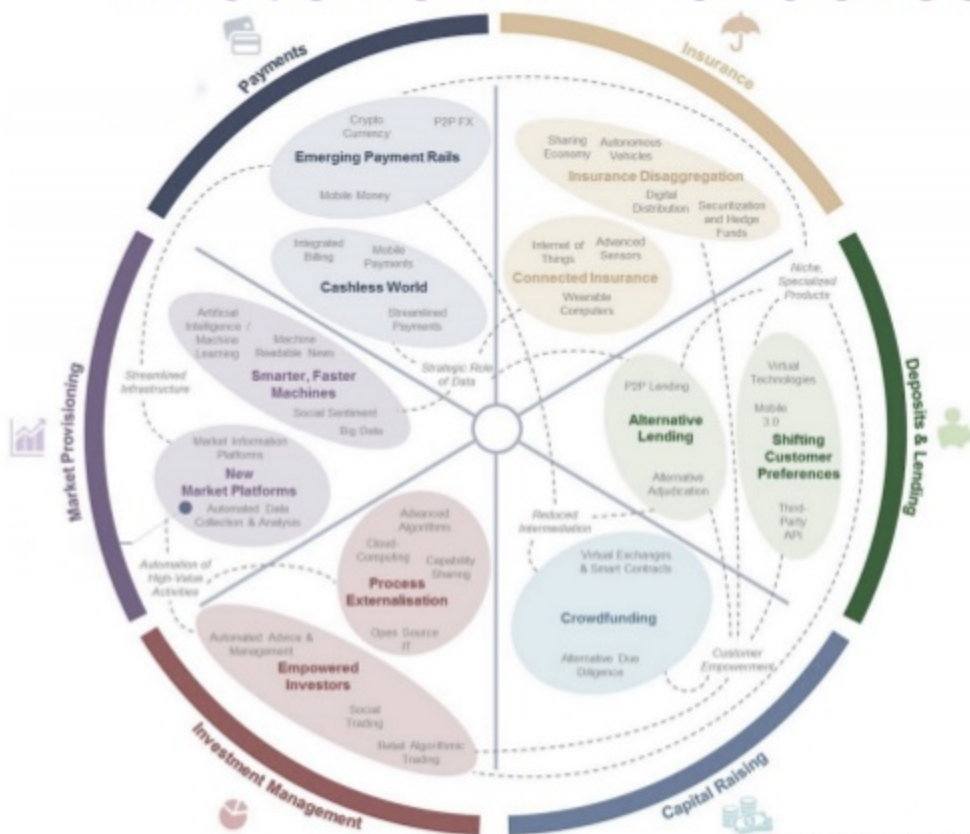 Payments
Insurance
Crypto
Currency
P2P FX
Emerging Payment Rails
Mobile Money
Sharing
Economy
Autonomous
Vehicles
Insurance Disaggregation
Digital
Distribution
Securitization
and Hedge
Funds
Integrated
Billing
Mobile
Payments
Cashless World
Streamlined
Payments
Internet of
Things
Advanced
Sensors
Connected Insurance
Wearable
Computers
Niche,
Specialized
Products
Artificial
Intelligence /
Machine
Learning
Machine
Readable News
Smarter, Faster
Machines
Social Sentiment
Big Data
Streamlined
Infrastructure
Strategic Role
of Data
Market Provisioning
Deposits & Lending
P2P Lending
Alternative
Lending
Alternative
Adjudication
Virtual
Technologies
Mobile
3.0
Shifting
Customer
Preferences
Third-
Party
API
Market Information
Platforms
New
Market Platforms
Automated Data
Collection & Analysis
Advanced
Algorithms
Cloud-
Computing
Capability
Sharing
Process
Externalisation
Open Source
IT
Reduced
Intermediation
Virtual Exchanges
& Smart Contracts
Crowdfunding
Alternative Due
Diligence
Automation of
High-Value
Activities
Automated Advice &
Management
Empowered
Investors
Social
Trading
Retail Algorithmic
Trading
Customer
Empowerment
Investment Management
Capital Raising